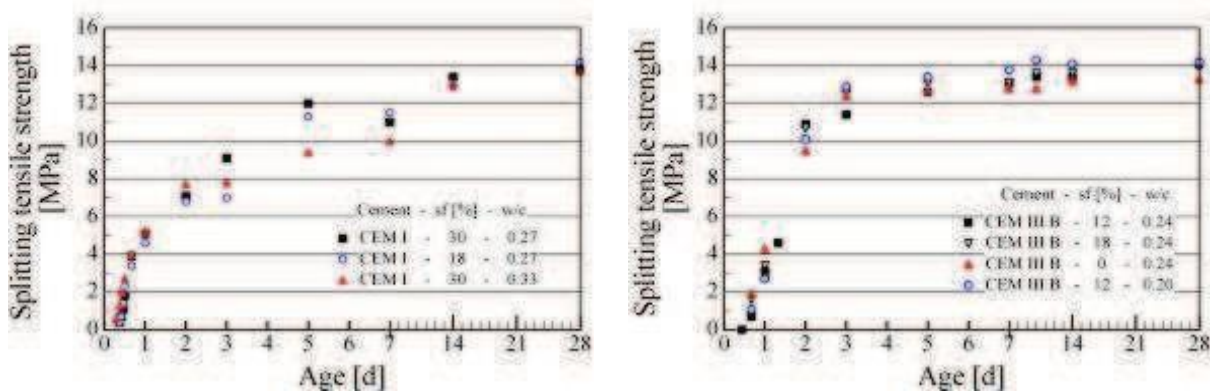 Splitting tensile strength
[MPa]
16
14
12
10
8
6
4
2
0
Cement - sf [%] - w/c
CEM I - 30 - 0.27
CEM I - 18 - 0.27
CEM I - 30 - 0.33
0 1 2 3 4 5 6 7 14 21 28
Age [d]
Splitting tensile strength
[MPa]
16
14
12
10
8
6
4
2
0
Cement - sf [%] - w/c
CEM III B - 12 - 0.24
CEM III B - 18 - 0.24
CEM III B - 0 - 0.24
CEM III B - 12 - 0.20
0 1 2 3 4 5 6 7 14 21 28
Age [d]